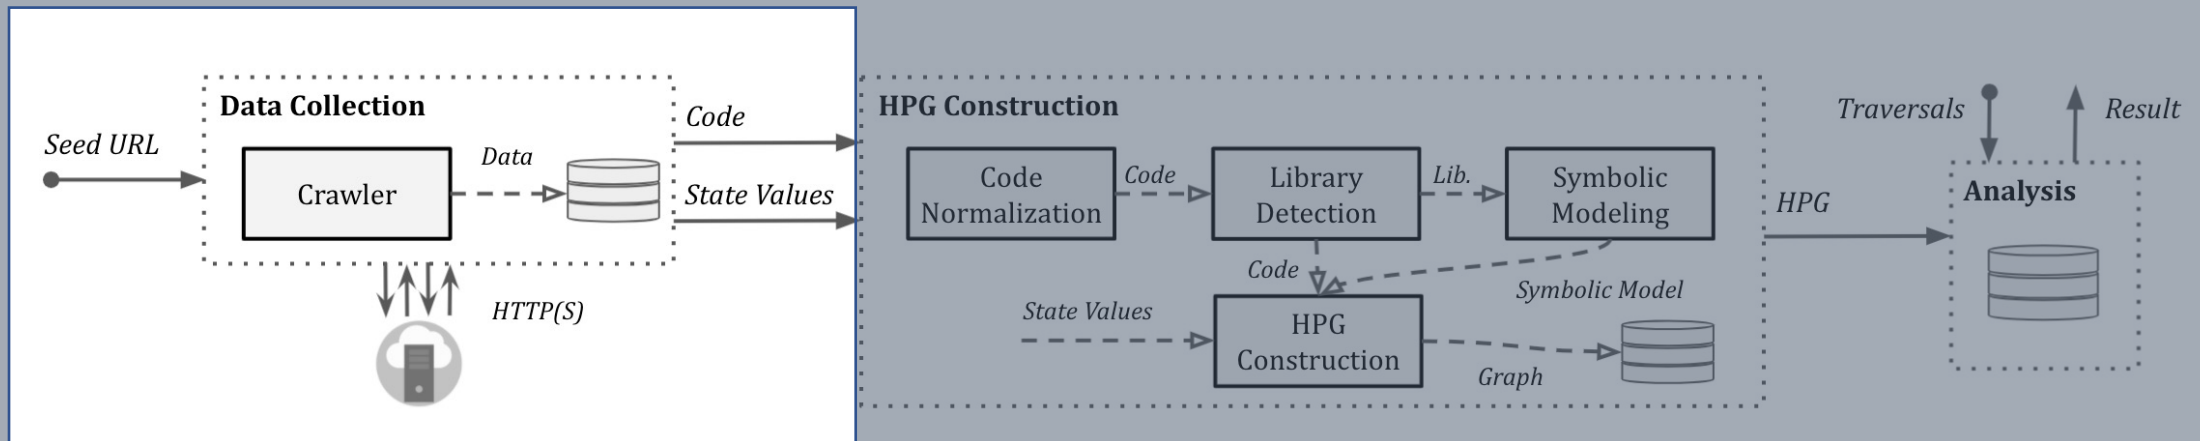 Data Collection
Seed URL
Crawler
Data
Code
State Values
HTTP(S)
HPG Construction
Code
Normalization
Code
Library
Detection
Lib.
Symbolic
Modeling
Code
Symbolic Model
State Values
HPG
Construction
Graph
HPG
Traversals
Result
Analysis